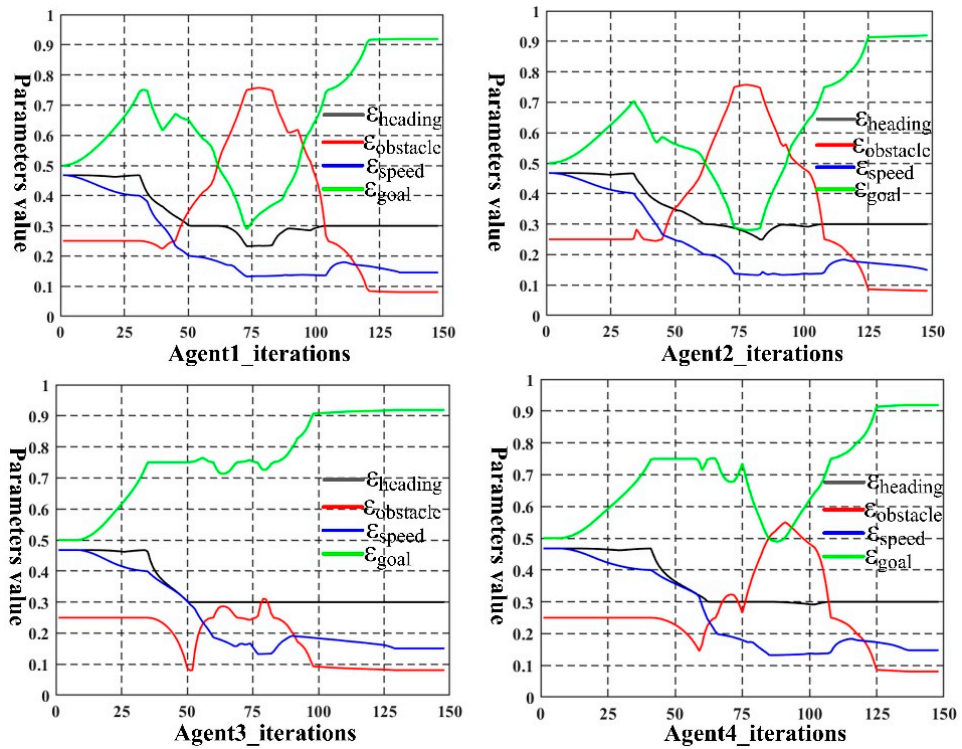 1
0.9
0.8
0.7
0.6
0.5
0.4
0.3
0.2
0.1
0
0 25 50 75 100 125 150
Parameters value
Agent1_iterations
εheading
εobstacle
εspeed
εgoal
1
0.9
0.8
0.7
0.6
0.5
0.4
0.3
0.2
0.1
0
0 25 50 75 100 125 150
Parameters value
Agent2_iterations
εheading
εobstacle
εspeed
εgoal
1
0.9
0.8
0.7
0.6
0.5
0.4
0.3
0.2
0.1
0
0 25 50 75 100 125 150
Parameters value
Agent3_iterations
εheading
εobstacle
εspeed
εgoal
1
0.9
0.8
0.7
0.6
0.5
0.4
0.3
0.2
0.1
0
0 25 50 75 100 125 150
Parameters value
Agent4_iterations
εheading
εobstacle
εspeed
εgoal